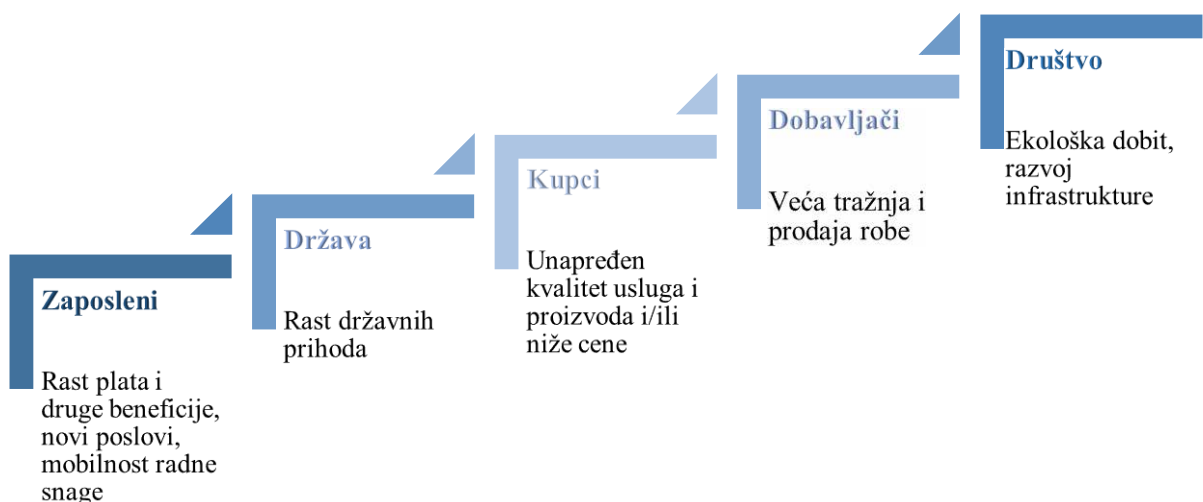 Zaposleni
Rast plata i
druge beneficije,
novi poslovi,
mobilnost radne
snage
Država
Rast državnih
prihoda
Kupci
Unapređen
kvalitet usluga i
proizvoda i/ili
niže cene
Dobavljači
Veća tražnja i
prodaja robe
Društvo
Ekološka dobit,
razvoj
infrastrukture